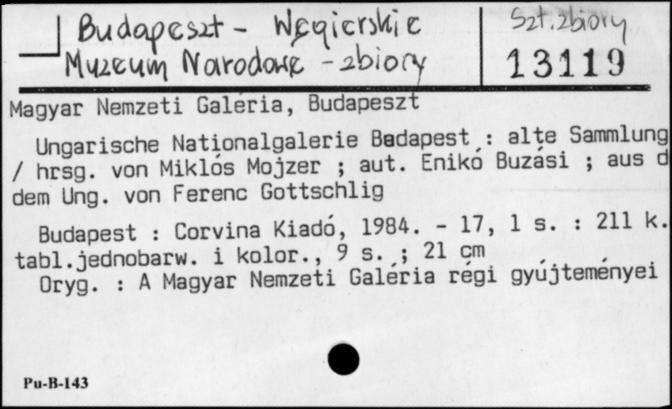 Budapeszt - Węgierskie
Muzeum Narodowe - zbiory
Szt. zbiory
13119
Magyar Nemzeti Galéria, Budapeszt
Ungarische Nationalgalerie Badapest : alte Sammlung
/ hrsg. von Miklós Mojzer ; aut. Enikó Buzási ; aus d
dem Ung. von Ferenc Gottschlig
Budapest : Corvina Kiadó, 1984. - 17, 1 s. : 211 k.
tabl.jednobarw. i kolor., 9 s. ; 21 cm
Oryg. : A Magyar Nemzeti Galéria régi gyújteményei
Pu-B-143